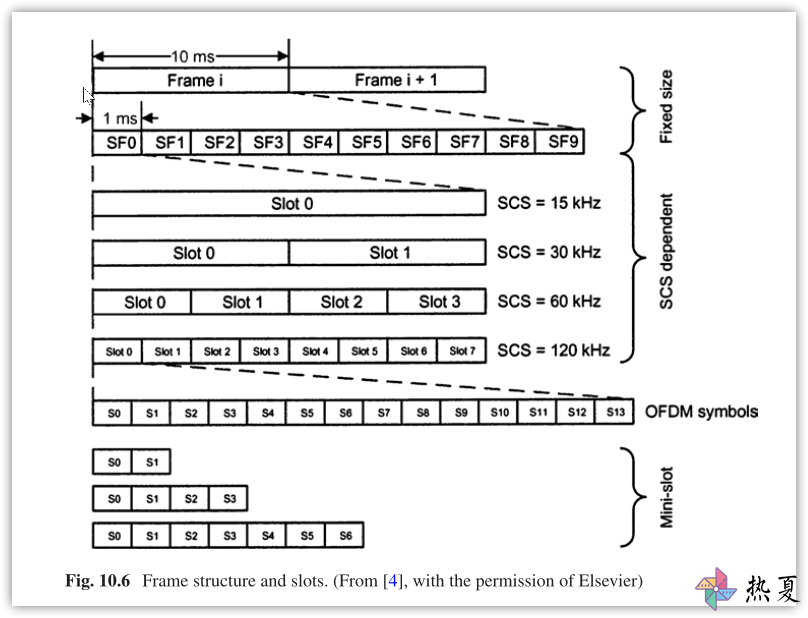 10 ms
Frame i Frame i + 1
Fixed size
1 ms
SF0 SF1 SF2 SF3 SF4 SF5 SF6 SF7 SF8 SF9
Slot 0 SCS = 15 kHz
Slot 0 Slot 1 SCS = 30 kHz
SCS dependent
Slot 0 Slot 1 Slot 2 Slot 3 SCS = 60 kHz
Slot 0 Slot 1 Slot 2 Slot 3 Slot 4 Slot 5 Slot 6 Slot 7 SCS = 120 kHz
S0 S1 S2 S3 S4 S5 S6 S7 S8 S9 S10 S11 S12 S13 OFDM symbols
S0 S1
S0 S1 S2 S3
Mini-slot
S0 S1 S2 S3 S4 S5 S6
Fig. 10.6 Frame structure and slots. (From [4], with the permission of Elsevier)
热夏